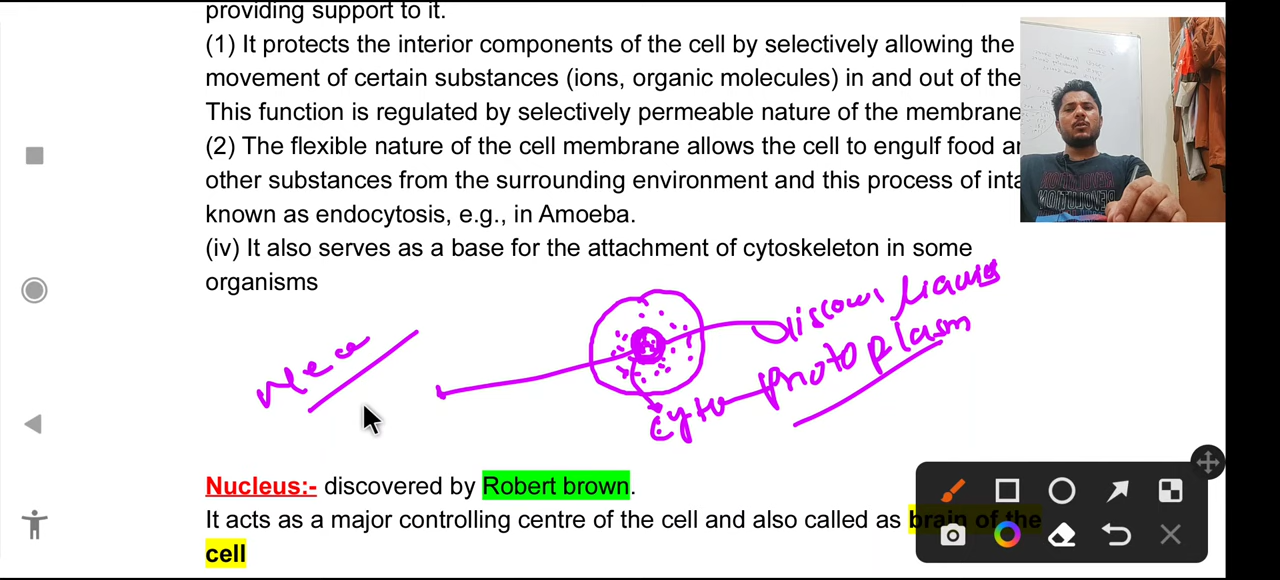 providing support to it.
(1) It protects the interior components of the cell by selectively allowing the
movement of certain substances (ions, organic molecules) in and out of the
This function is regulated by selectively permeable nature of the membrane
(2) The flexible nature of the cell membrane allows the cell to engulf food a
other substances from the surrounding environment and this process of inta
known as endocytosis, e.g., in Amoeba.
(iv) It also serves as a base for the attachment of cytoskeleton in some
organisms
viscous
protoplasm
cyto
Nucleus:- discovered by Robert brown.
It acts as a major controlling centre of the cell and also called as brain of the
cell